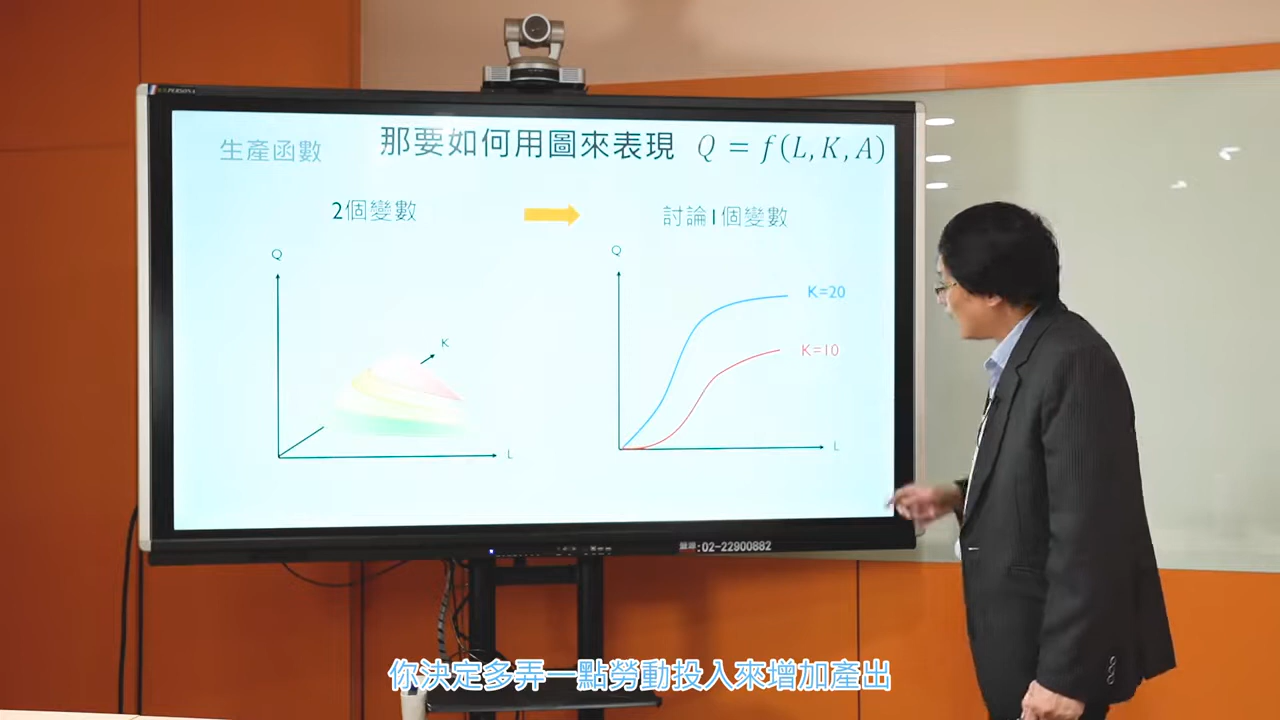 生產函數
那要如何用圖來表現 Q = f(L, K, A)
2個變數
討論1個變數
Q
K
L
Q
K=20
K=10
L
:02-22900882
你決定多弄一點勞動投入來增加產出